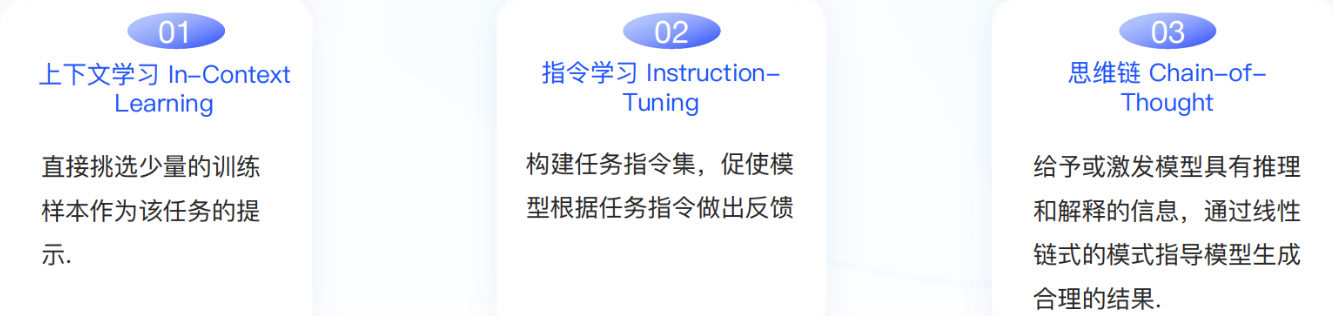 01
上下文学习 In-Context
Learning
直接挑选少量的训练
样本作为该任务的提
示.
02
指令学习 Instruction-
Tuning
构建任务指令集，促使模
型根据任务指令做出反馈
03
思维链 Chain-of-
Thought
给予或激发模型具有推理
和解释的信息，通过线性
链式的模式指导模型生成
合理的结果.